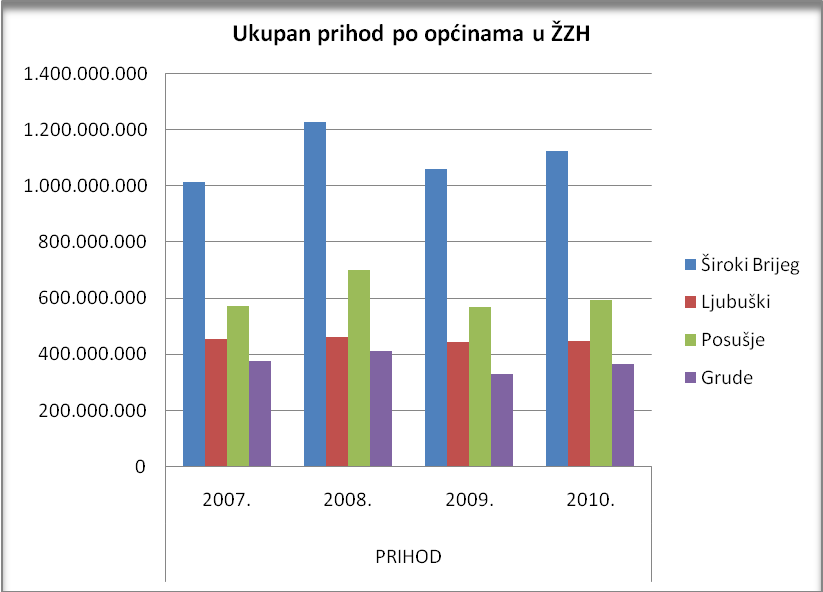 Ukupan prihod po općinama u ŽZH
1.400.000.000
1.200.000.000
1.000.000.000
800.000.000
600.000.000
400.000.000
200.000.000
0
2007. 2008. 2009. 2010.
PRIHOD
Široki Brijeg
Ljubuški
Posušje
Grude